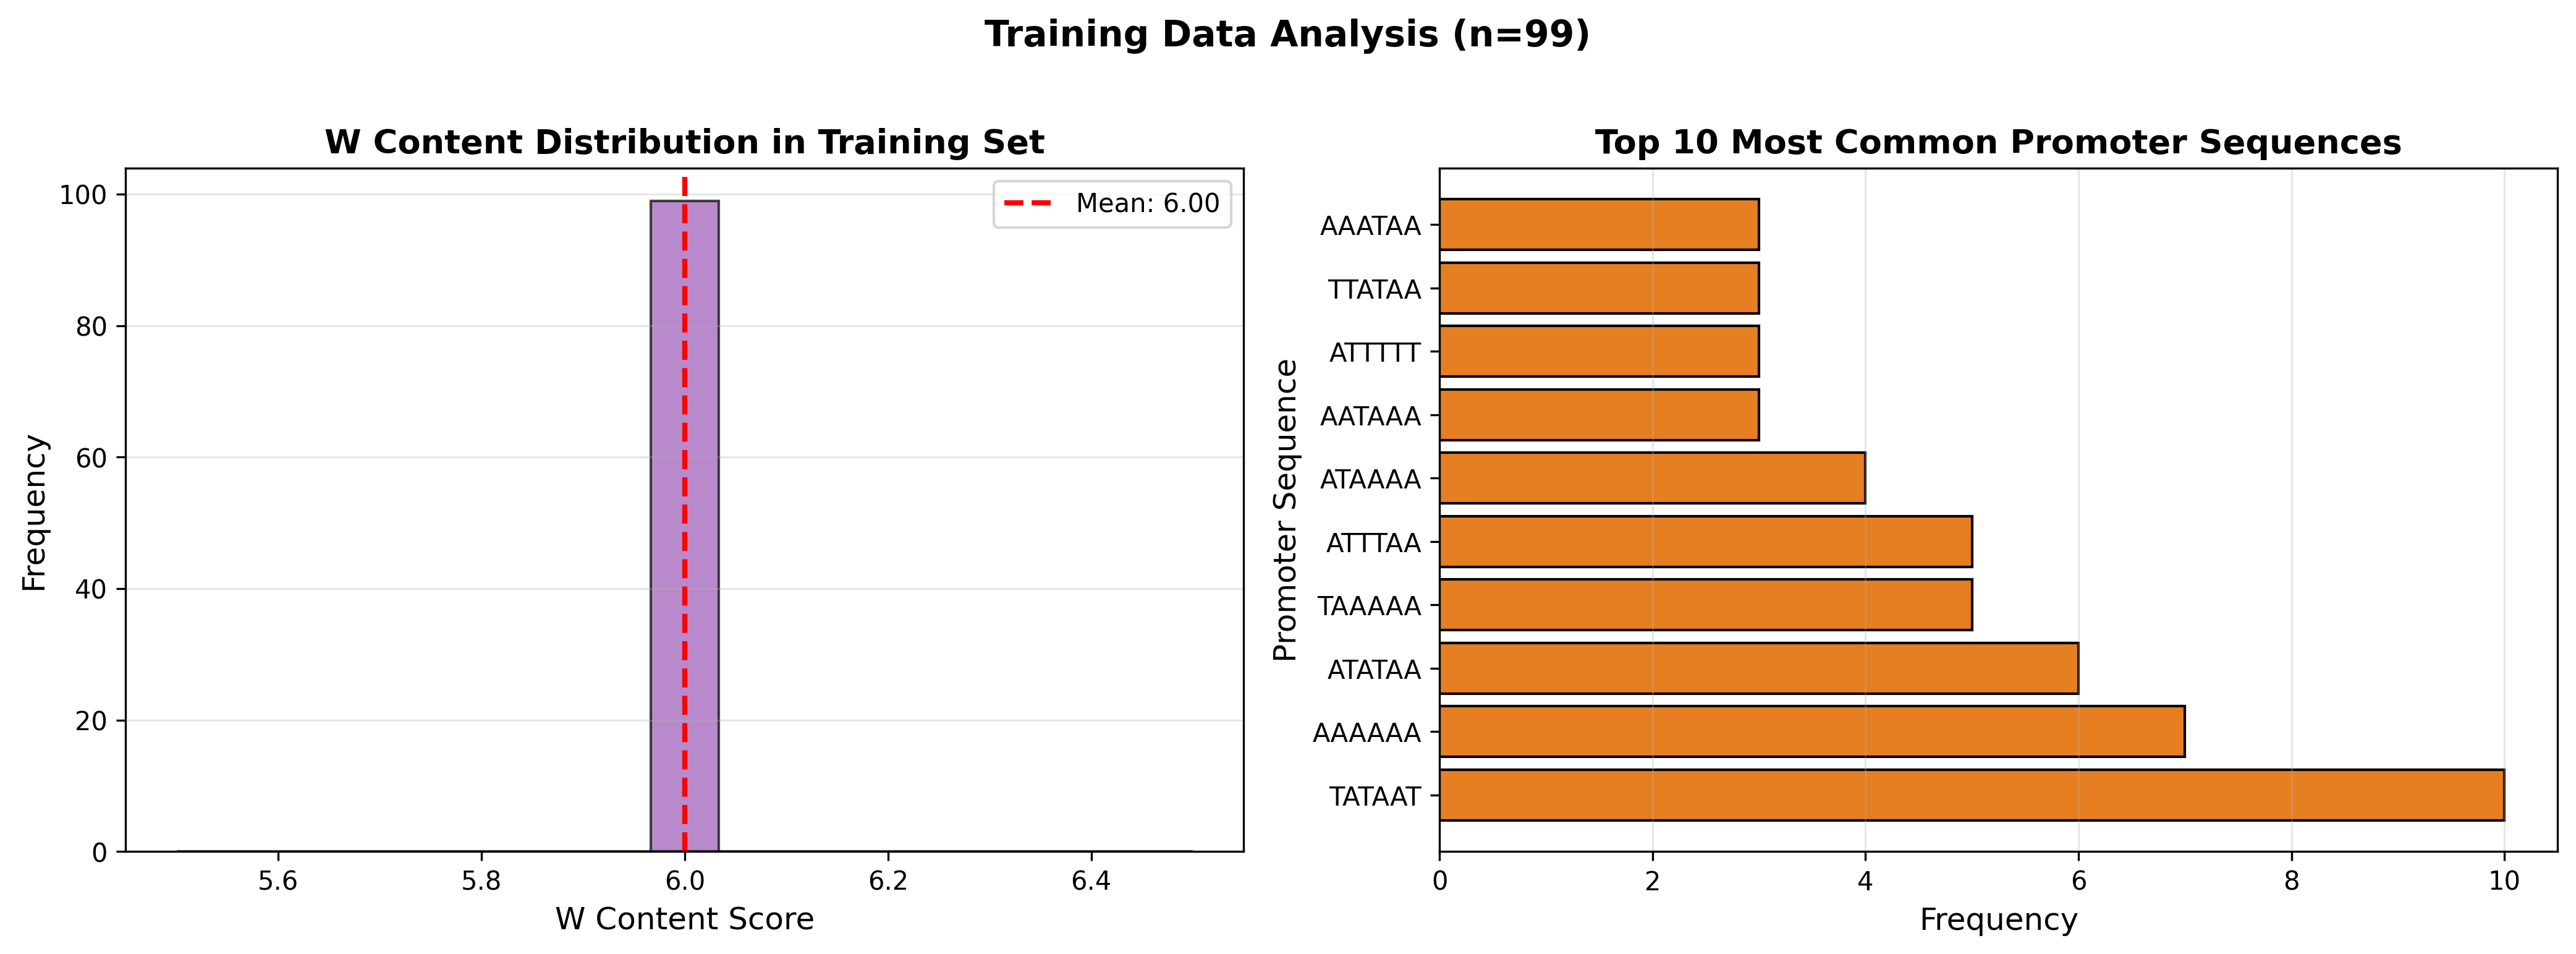 Training Data Analysis (n=99)
W Content Distribution in Training Set
Mean: 6.00
Frequency
100
80
60
40
20
0
5.6 5.8 6.0 6.2 6.4
W Content Score
Top 10 Most Common Promoter Sequences
Promoter Sequence
AAATAA
TTATAA
ATTTTT
AATAAA
ATAAAA
ATTTAA
TAAAAA
ATATAA
AAAAAA
TATAAT
0 2 4 6 8 10
Frequency